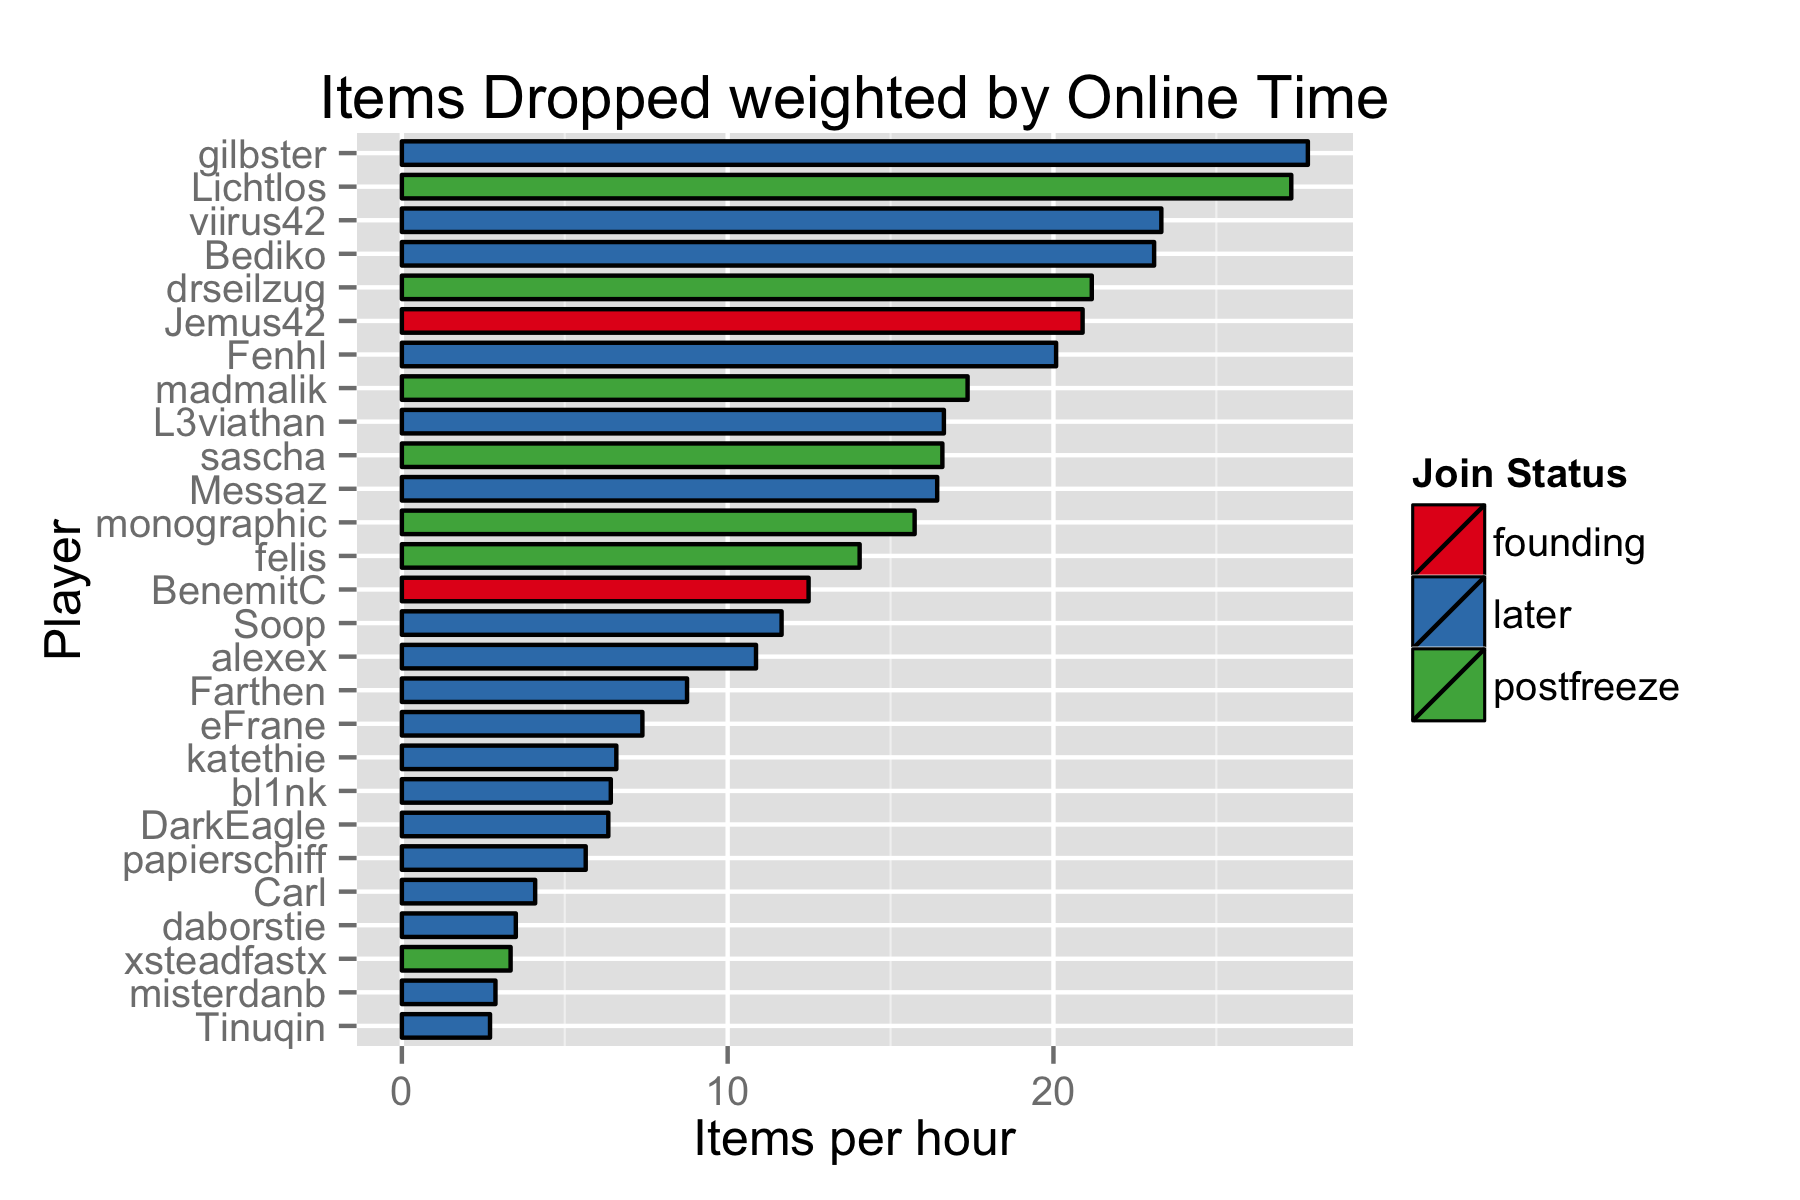 Items Dropped weighted by Online Time
Player
gilbster
Lichtlos
viirus42
Bediko
drseilzug
Jemus42
Fenhl
madmalik
L3viathan
sascha
Messaz
monographic
felis
BenemitC
Soop
alexex
Farthen
eFrane
katethie
bl1nk
DarkEagle
papierschiff
Carl
daborstie
xsteadfastx
misterdanb
Tinuqin
0 10 20
Items per hour
Join Status
founding
later
postfreeze